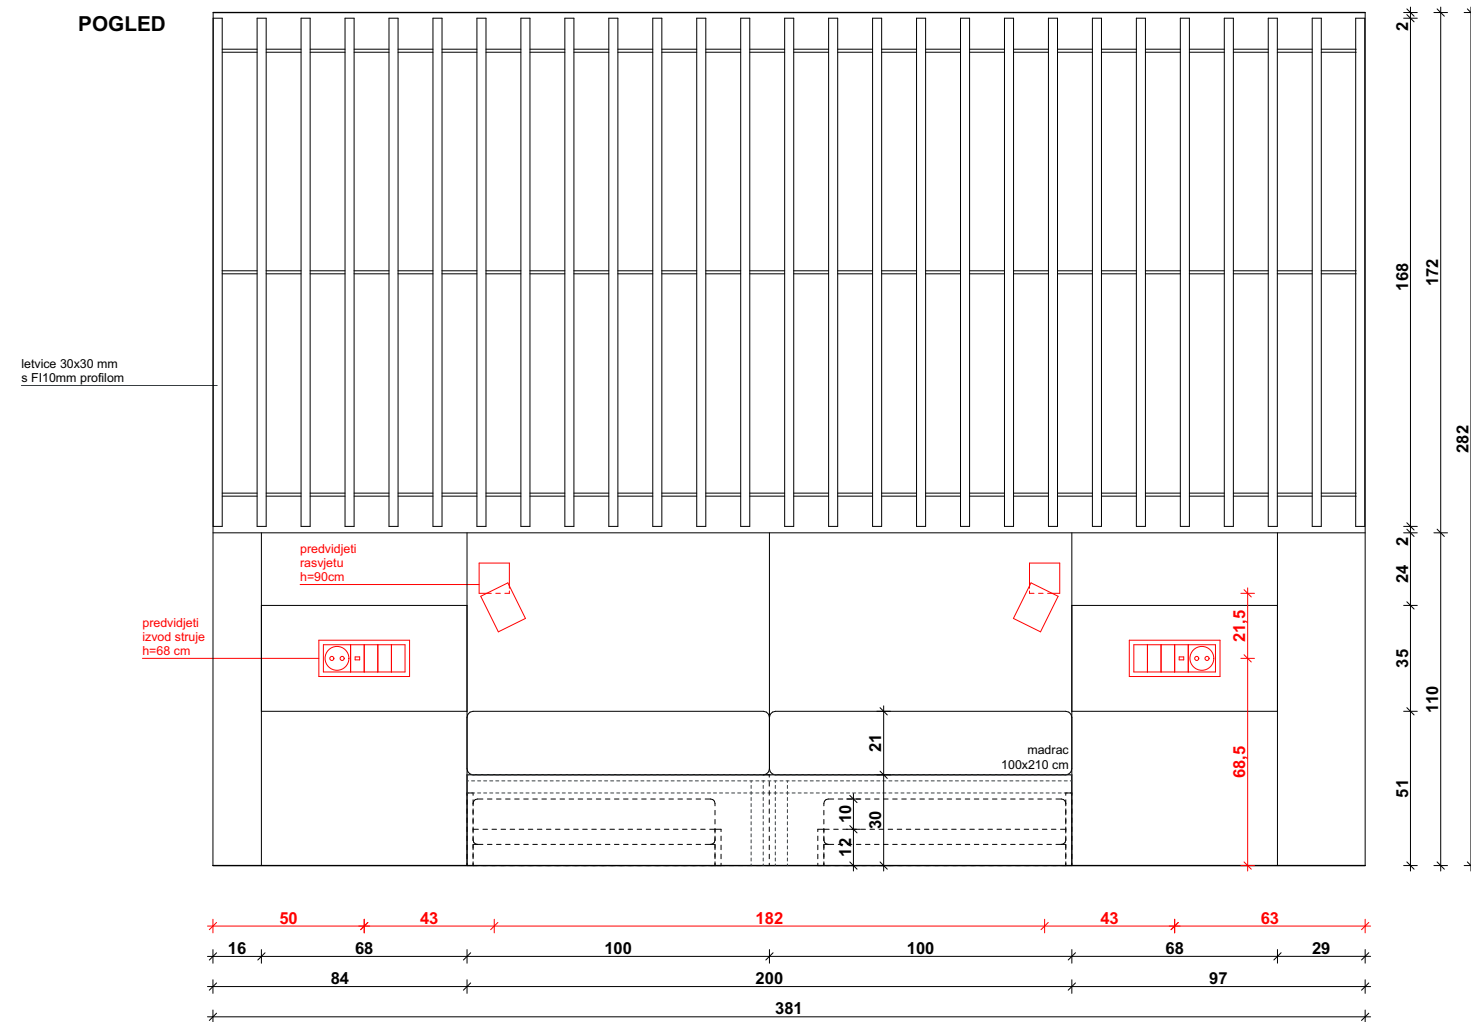 POGLED
2
168
172
282
letvice 30x30 mm
s FI10mm profilom
predvidjeti
rasvjetu
h=90cm
predvidjeti
izvod struje
h=68 cm
2
24
21,5
35
110
68,5
51
21
madrac
100x210 cm
10
30
12
50 43 182 43 63
16 68 100 100 68 29
84 200 97
381